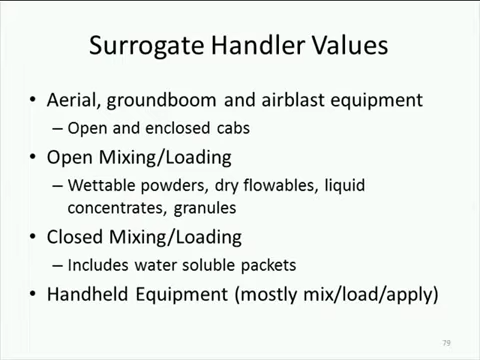 Surrogate Handler Values
• Aerial, groundboom and airblast equipment
– Open and enclosed cabs
• Open Mixing/Loading
– Wettable powders, dry flowables, liquid
concentrates, granules
• Closed Mixing/Loading
– Includes water soluble packets
• Handheld Equipment (mostly mix/load/apply)
79